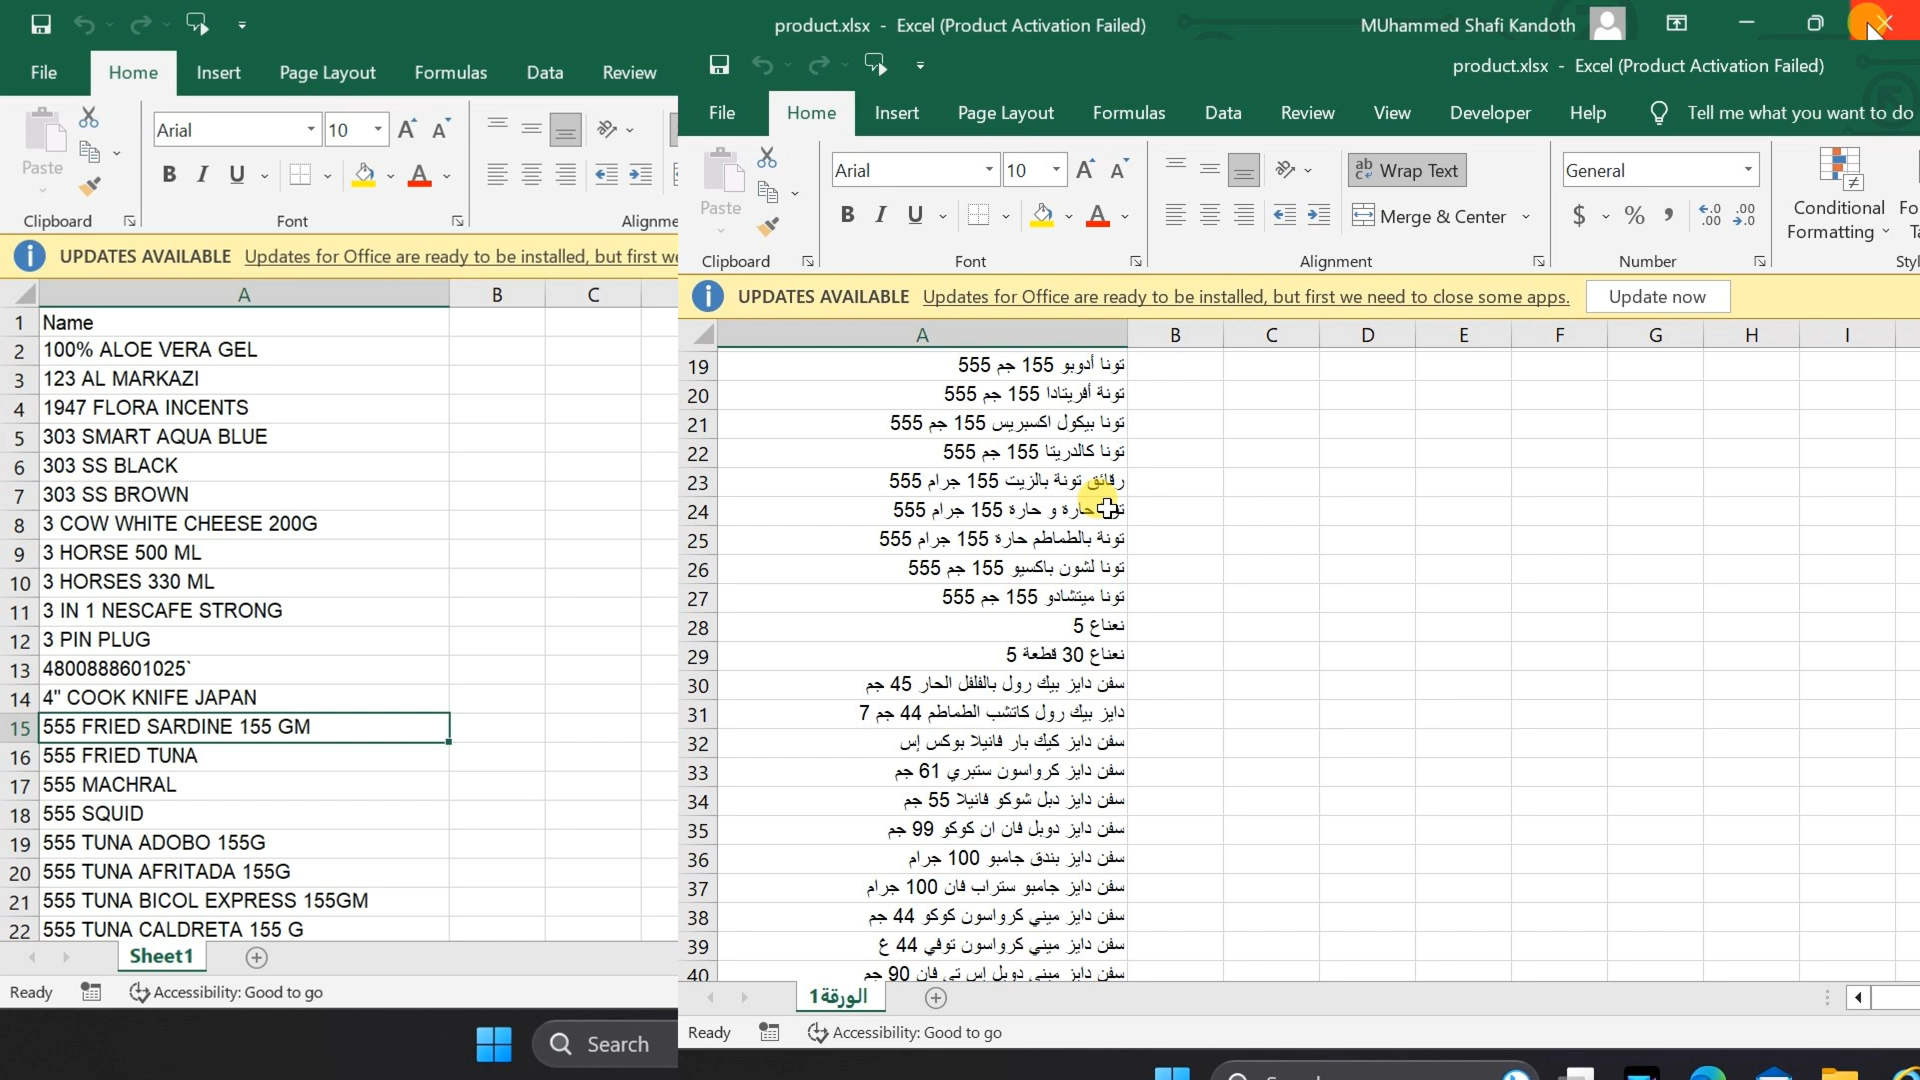 product.xlsx - Excel (Product Activation Failed)
MUhammed Shafi Kandoth
File Home Insert Page Layout Formulas Data Review
Arial 10
Paste
Clipboard Font
UPDATES AVAILABLE Updates for Office are ready to be installed, but first
A B C
1 Name
2 100% ALOE VERA GEL
3 123 AL MARKAZI
4 1947 FLORA INCENTS
5 303 SMART AQUA BLUE
6 303 SS BLACK
7 303 SS BROWN
8 3 COW WHITE CHEESE 200G
9 3 HORSE 500 ML
10 3 HORSES 330 ML
11 3 IN 1 NESCAFE STRONG
12 3 PIN PLUG
13 4800888601025`
14 4" COOK KNIFE JAPAN
15 555 FRIED SARDINE 155 GM
16 555 FRIED TUNA
17 555 MACHRAL
18 555 SQUID
19 555 TUNA ADOBO 155G
20 555 TUNA AFRITADA 155G
21 555 TUNA BICOL EXPRESS 155GM
22 555 TUNA CALDRETA 155 G
Sheet1
Ready Accessibility: Good to go
Search
product.xlsx - Excel (Product Activation Failed)
File Home Insert Page Layout Formulas Data Review View Developer Help Tell me what you want to do
Arial 10 Wrap Text General
Paste Merge & Center $ % Conditional
Formatting
Clipboard Font Alignment Number
UPDATES AVAILABLE Updates for Office are ready to be installed, but first we need to close some apps. Update now
A B C D E F G H I
19 تونا أدوبو 155 جم 555
20 تونة أفريتادا 155 جم 555
21 تونا بيكول اكسبريس 155 جم 555
22 تونا كالدريتا 155 جم 555
23 رقائق تونة بالزيت 155 جرام 555
24 حارة و حارة 155 جرام 555
25 تونة بالطماطم حارة 155 جرام 555
26 تونا لشون باكسيو 155 جم 555
27 تونا ميتشادو 155 جم 555
28 نعناع 5
29 نعناع 30 قطعة 5
30 سفن دايز بيك رول بالفلفل الحار 45 جم
31 دايز بيك رول كاتشب الطماطم 44 جم 7
32 سفن دايز كيك بار فانيلا بوكس إس
33 سفن دايز كرواسون ستبري 61 جم
34 سفن دايز دبل شوكو فانيلا 55 جم
35 سفن دايز دوبل فان ان كوكو 99 جم
36 سفن دايز بندق جامبو 100 جرام
37 سفن دايز جامبو ستراب فان 100 جرام
38 سفن دايز ميني كرواسون كوكو 44 جم
39 سفن دايز ميني كرواسون توفي 44 غ
40 سفن دايز ميني دوبل إس تي فان 90 جم
الورقة1
Ready Accessibility: Good to go